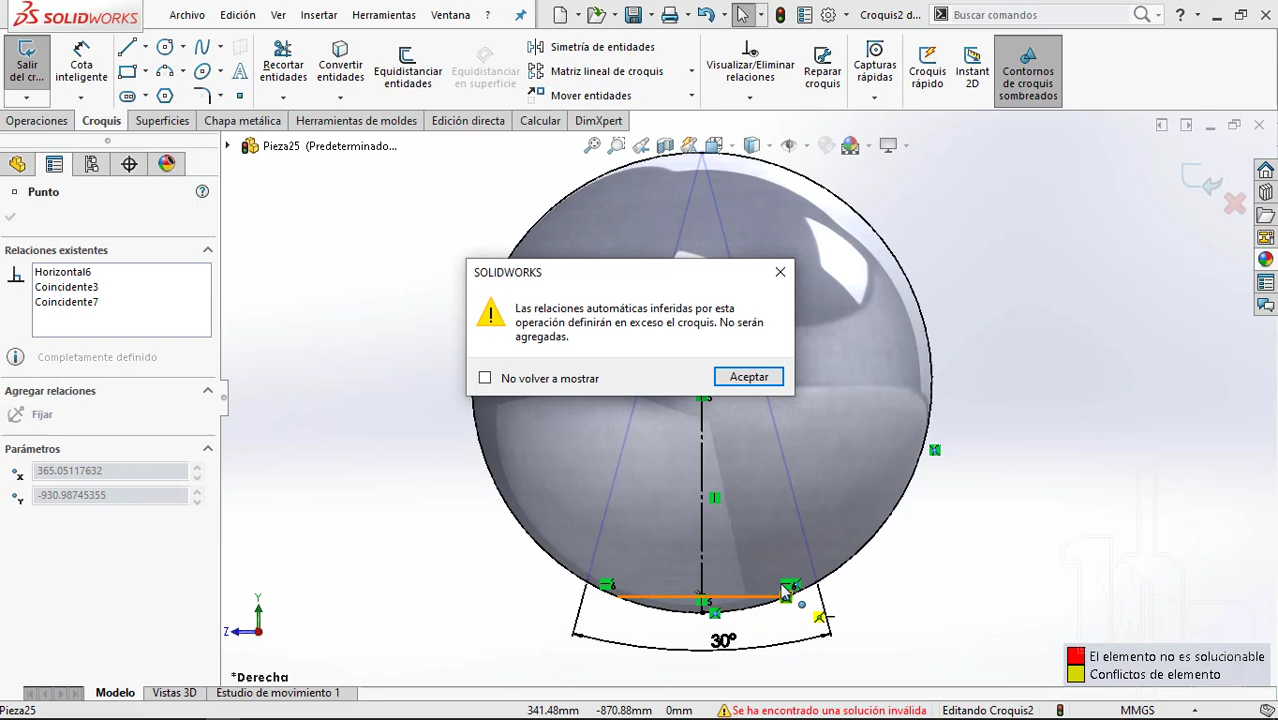 SOLIDWORKS
Archivo Edición Ver Insertar Herramientas Ventana
Croquis2 d...
Buscar comandos
Salir del cr...
Cota inteligente
Recortar entidades
Convertir entidades
Equidistanciar entidades
Equidistanciar en superficie
Simetría de entidades
Matriz lineal de croquis
Mover entidades
Visualizar/Eliminar relaciones
Reparar croquis
Capturas rápidas
Croquis rápido
Instant 2D
Contornos de croquis sombreados
Operaciones Croquis Superficies Chapa metálica Herramientas de moldes Edición directa Calcular DimXpert
Pieza25 (Predeterminado...
Punto
Relaciones existentes
Horizontal6
Coincidente3
Coincidente7
Completamente definido
Agregar relaciones
Fijar
Parámetros
X 365.05117632
Y -930.98745355
SOLIDWORKS
Las relaciones automáticas inferidas por esta
operación definirán en exceso el croquis. No serán
agregadas.
No volver a mostrar
Aceptar
5
6
6
5
30°
Y
Z
*Derecha
El elemento no es solucionable
Conflictos de elemento
Modelo Vistas 3D Estudio de movimiento 1
Pieza25
341.48mm -870.88mm 0mm Se ha encontrado una solución inválida Editando Croquis2 MMGS